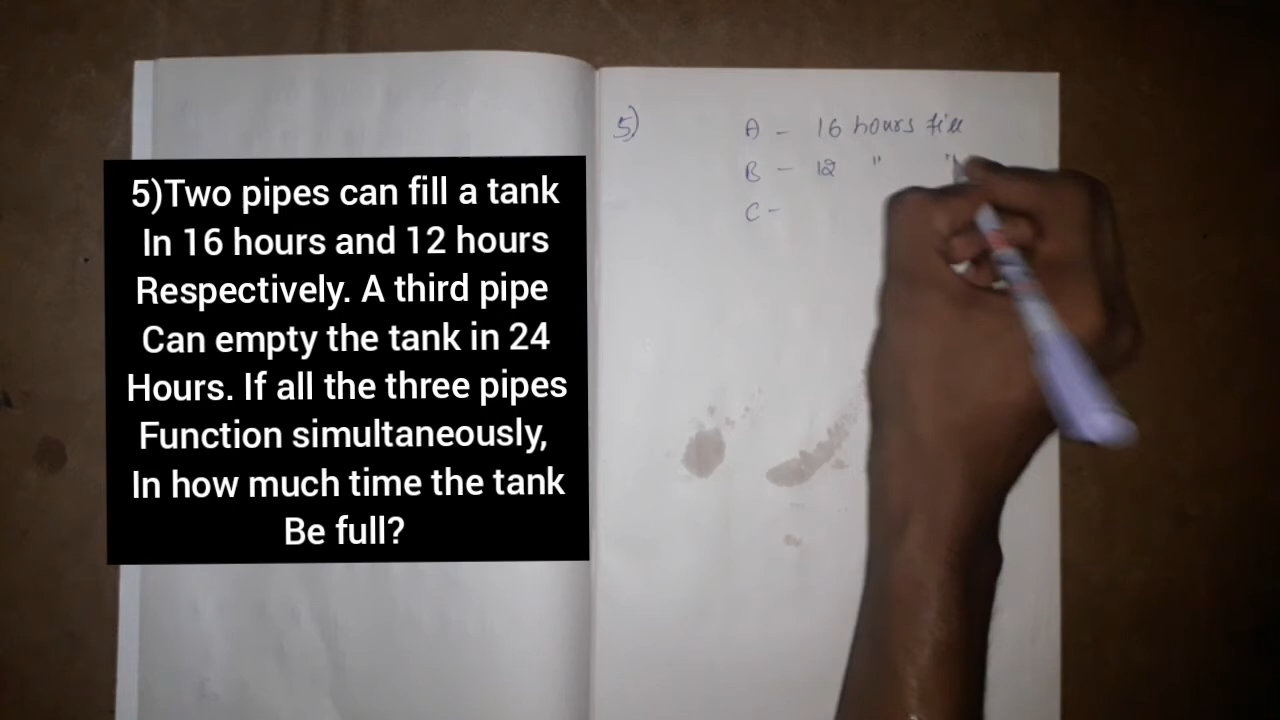 5)Two pipes can fill a tank
In 16 hours and 12 hours
Respectively. A third pipe
Can empty the tank in 24
Hours. If all the three pipes
Function simultaneously,
In how much time the tank
Be full?
5)
A - 16 hours fill
B - 12 " "
C -